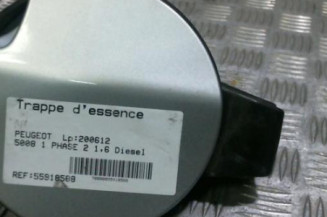 Trappe d'essence
PEUGEOT Lp:200612
5008 1 PHASE 2 1.6 Diesel
REF:55918568